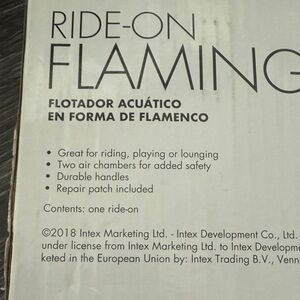 RIDE-ON
FLAMING
FLOTADOR ACUÁTICO
EN FORMA DE FLAMENCO
• Great for riding, playing or lounging
• Two air chambers for added safety
• Durable handles
• Repair patch included
Contents: one ride-on
©2018 Intex Marketing Ltd. - Intex Development Co., Ltd.
under license from Intex Marketing Ltd. to Intex Developm
keted in the European Union by: Intex Trading B.V., Venn